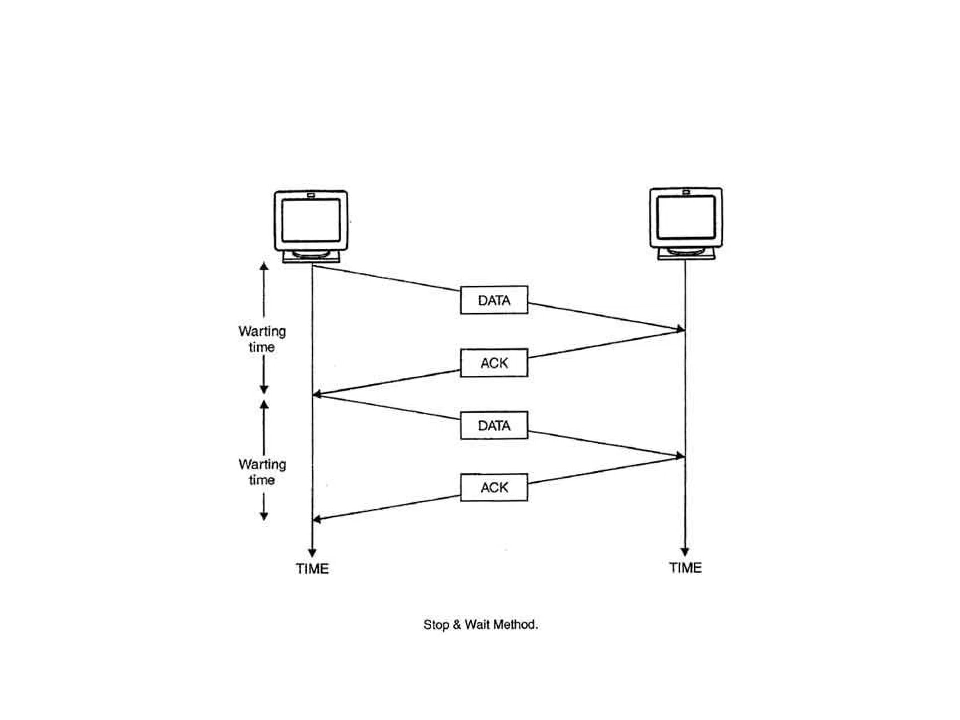 DATA
Warting
time
ACK
DATA
Warting
time
ACK
TIME
TIME
Stop & Wait Method.